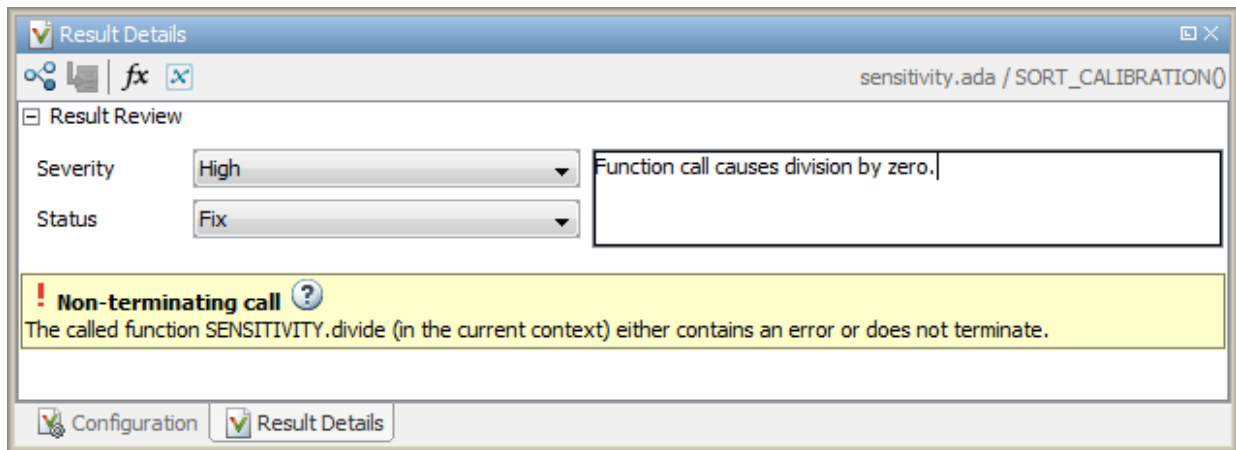 Result Details
fx x sensitivity.ada / SORT_CALIBRATION()
Result Review
Severity High Function call causes division by zero.
Status Fix
! Non-terminating call ?
The called function SENSITIVITY.divide (in the current context) either contains an error or does not terminate.
Configuration Result Details